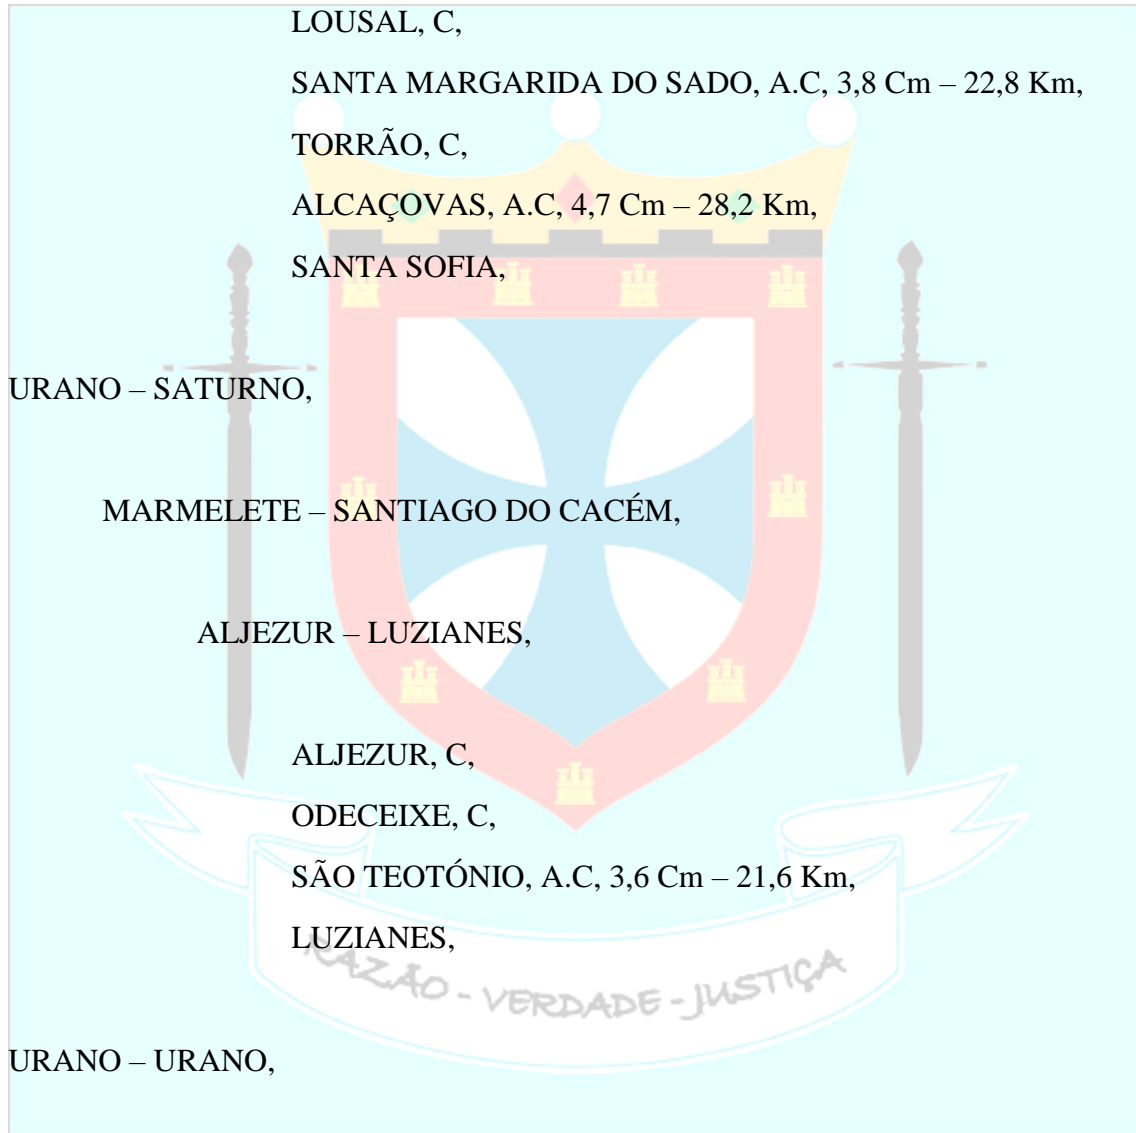 LOUSAL, C,
SANTA MARGARIDA DO SADO, A.C, 3,8 Cm – 22,8 Km,
TORRÃO, C,
ALCAÇOVAS, A.C, 4,7 Cm – 28,2 Km,
SANTA SOFIA,
URANO – SATURNO,
MARMELETE – SANTIAGO DO CACÉM,
ALJEZUR – LUZIANES,
ALJEZUR, C,
ODECEIXE, C,
SÃO TEOTÓNIO, A.C, 3,6 Cm – 21,6 Km,
LUZIANES,
RAZÃO - VERDADE - JUSTIÇA
URANO – URANO,